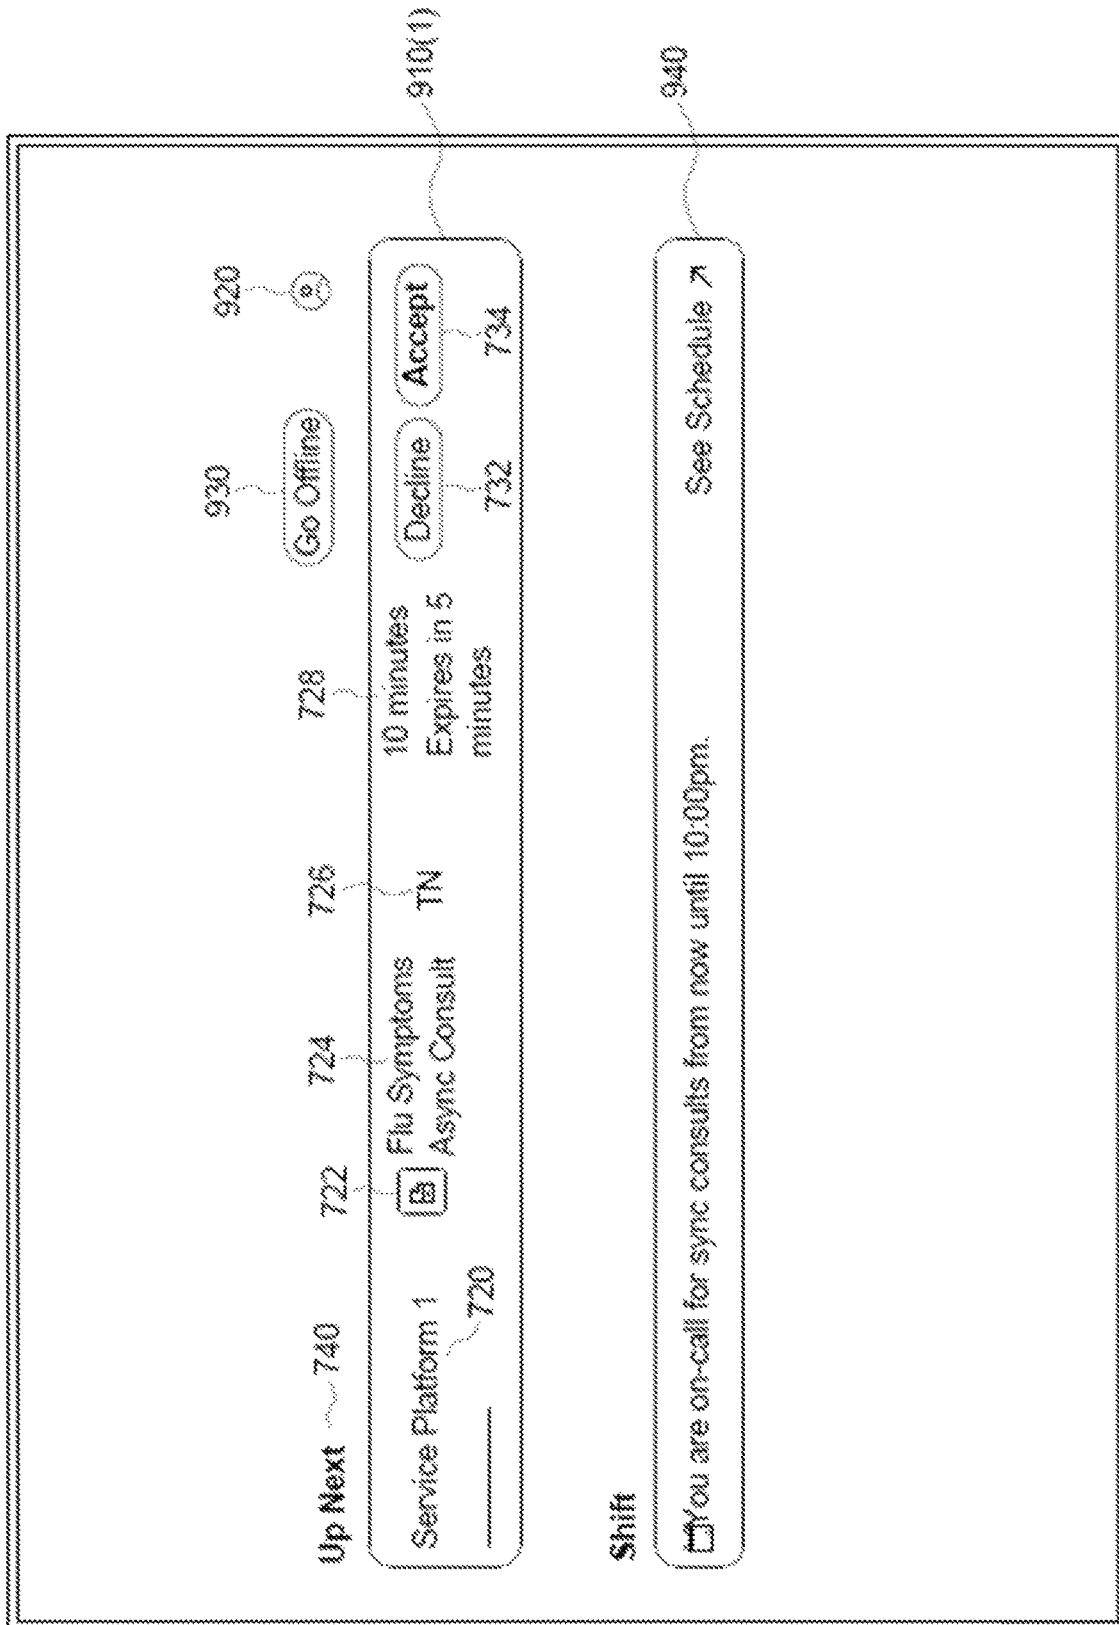 930
920
Go Offline
Up Next
740
722
724
726
728
Service Platform 1
Flu Symptoms
Async Consult
TN
10 minutes
Expires in 5
minutes
Decline
Accept
910(1)
720
732
734
Shift
You are on-call for sync consults from now until 10:00pm.
See Schedule ↗
940